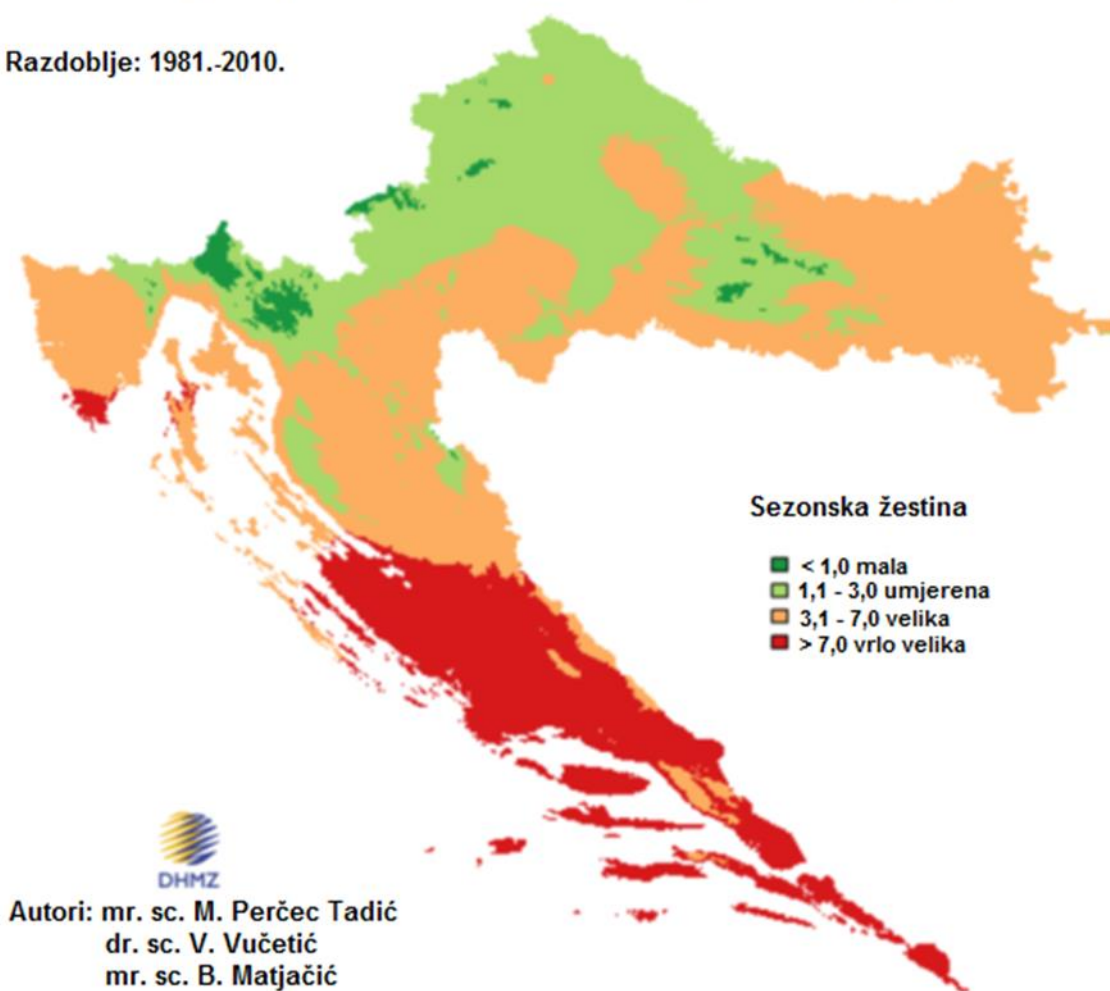 Razdoblje: 1981.-2010.
Sezonska žestina
< 1,0 mala
1,1 - 3,0 umjerena
3,1 - 7,0 velika
> 7,0 vrlo velika
DHMZ
Autori: mr. sc. M. Perčec Tadić
dr. sc. V. Vučetić
mr. sc. B. Matjačić